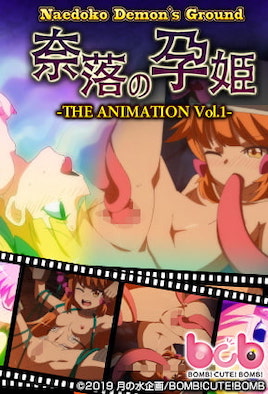 Naedoko Demon's Ground
奈落の孕姫
-THE ANIMATION Vol.1-
bcb
BOMB! CUTE! BOMB!
©2019 月の水企画/BOMB!CUTE!BOMB!